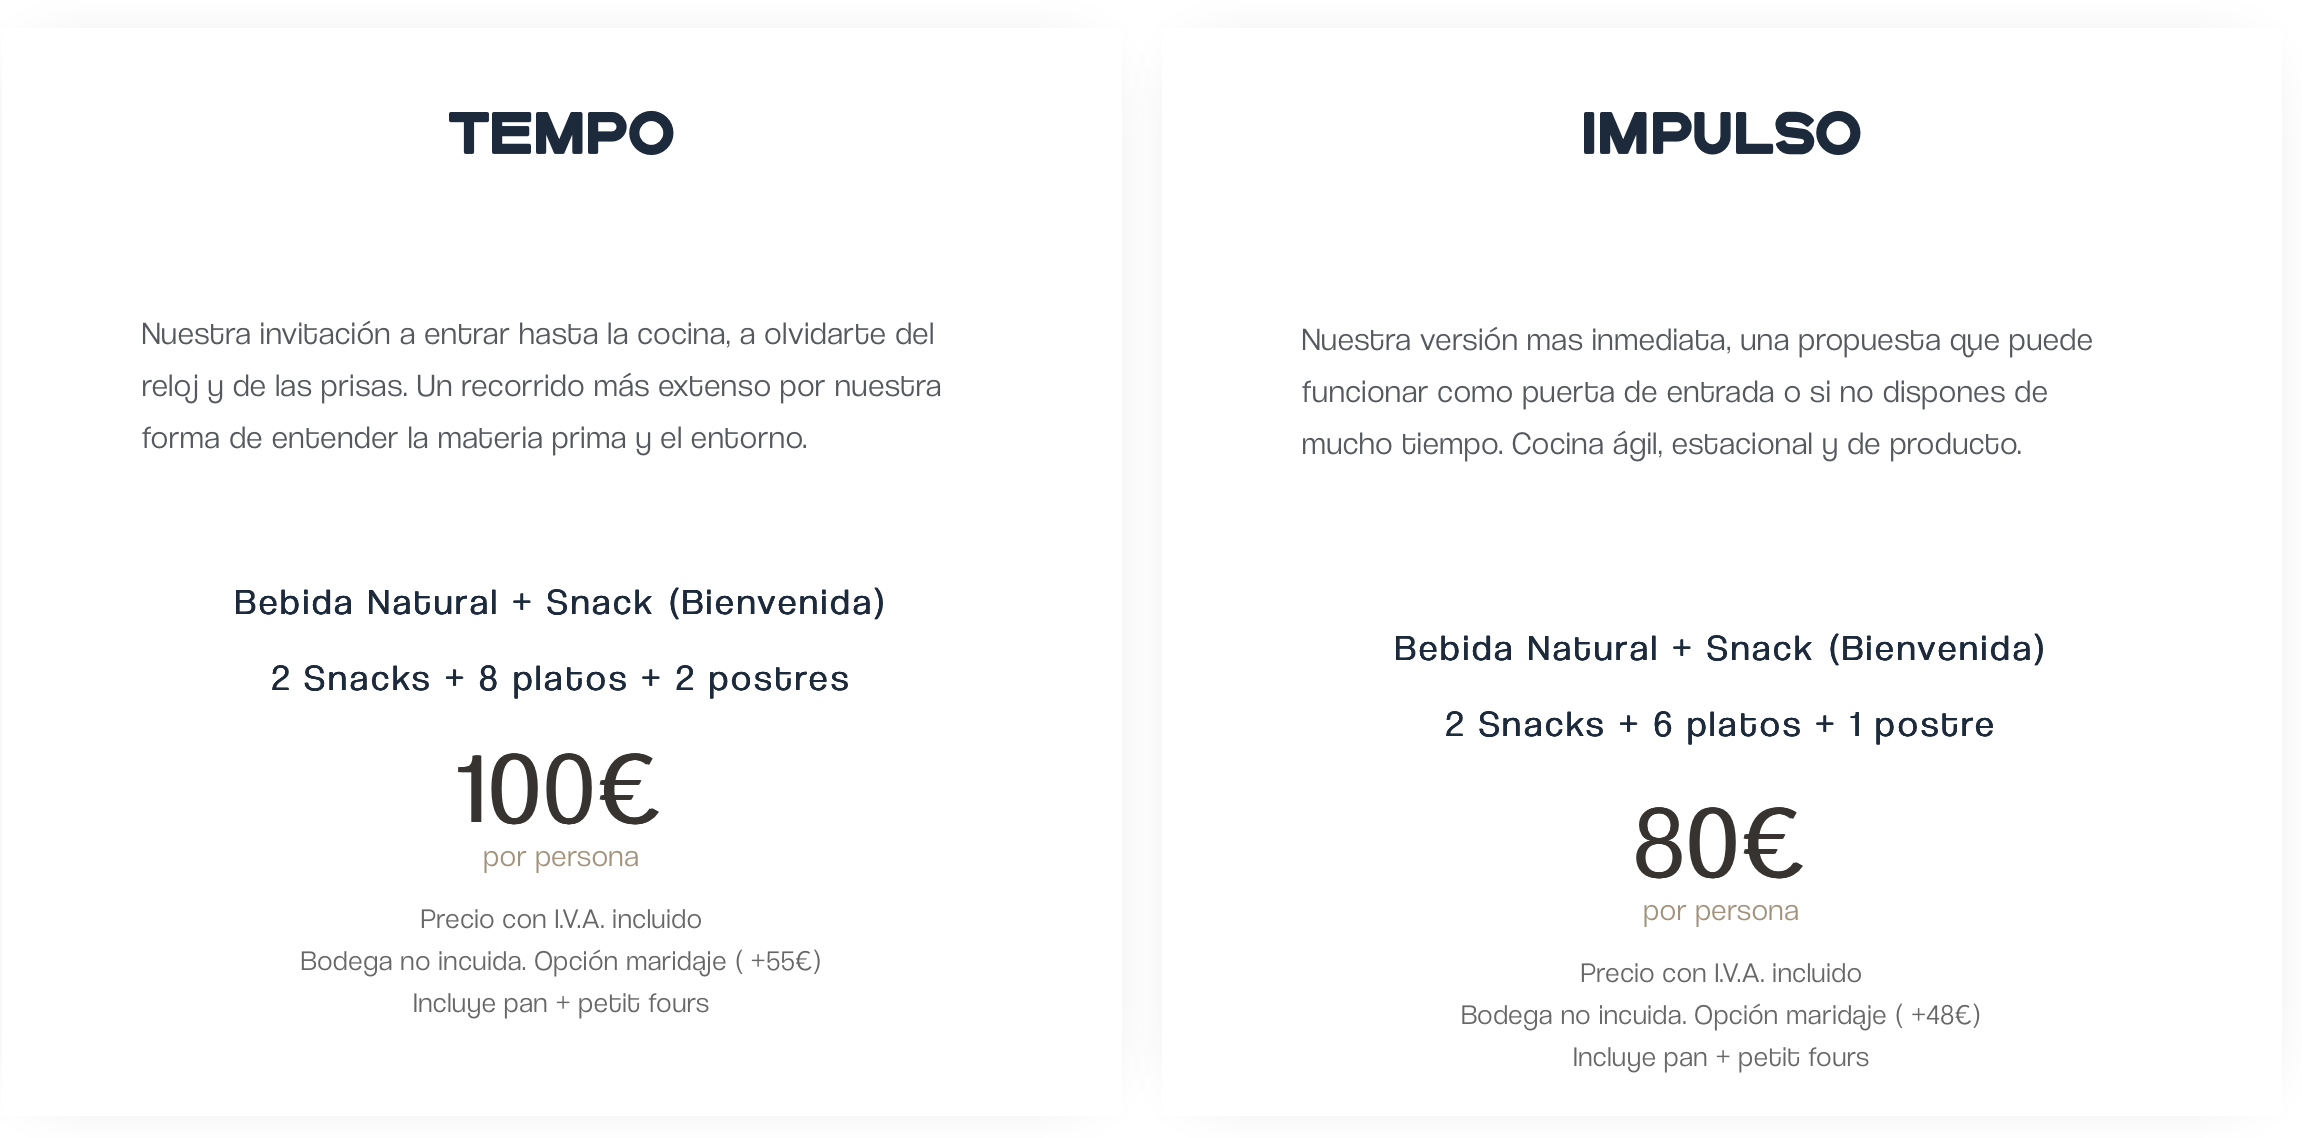 TEMPO
Nuestra invitación a entrar hasta la cocina, a olvidarte del
reloj y de las prisas. Un recorrido más extenso por nuestra
forma de entender la materia prima y el entorno.
Bebida Natural + Snack (Bienvenida)
2 Snacks + 8 platos + 2 postres
100€
por persona
Precio con I.V.A. incluido
Bodega no incuida. Opción maridaje ( +55€)
Incluye pan + petit fours
IMPULSO
Nuestra versión mas inmediata, una propuesta que puede
funcionar como puerta de entrada o si no dispones de
mucho tiempo. Cocina ágil, estacional y de producto.
Bebida Natural + Snack (Bienvenida)
2 Snacks + 6 platos + 1 postre
80€
por persona
Precio con I.V.A. incluido
Bodega no incuida. Opción maridaje ( +48€)
Incluye pan + petit fours